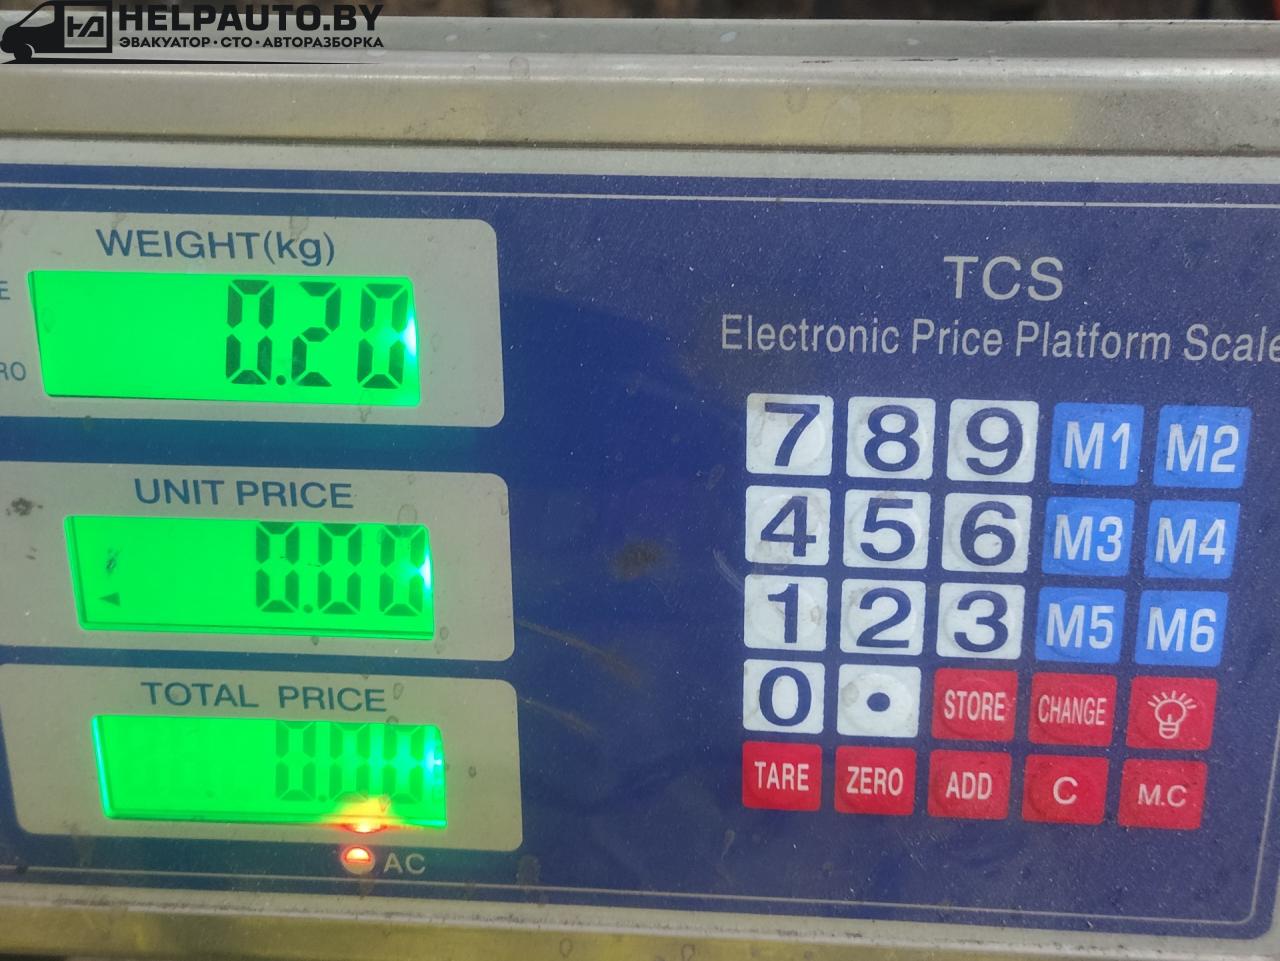 HELPAUTO.BY
ЭВАКУАТОР · СТО · АВТОРАЗБОРКА
WEIGHT(kg)
0.20
UNIT PRICE
0.00
TOTAL PRICE
0.00
AC
TCS
Electronic Price Platform Scale
7 8 9 M1 M2
4 5 6 M3 M4
1 2 3 M5 M6
0 • STORE CHANGE
TARE ZERO ADD C M.C